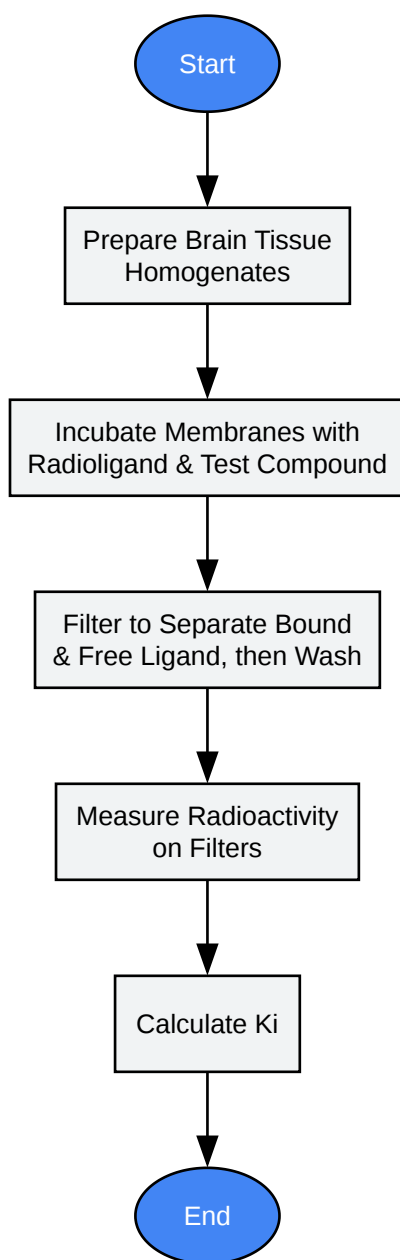 Start
Prepare Brain Tissue
Homogenates
Incubate Membranes with
Radioligand & Test Compound
Filter to Separate Bound
& Free Ligand, then Wash
Measure Radioactivity
on Filters
Calculate Ki
End